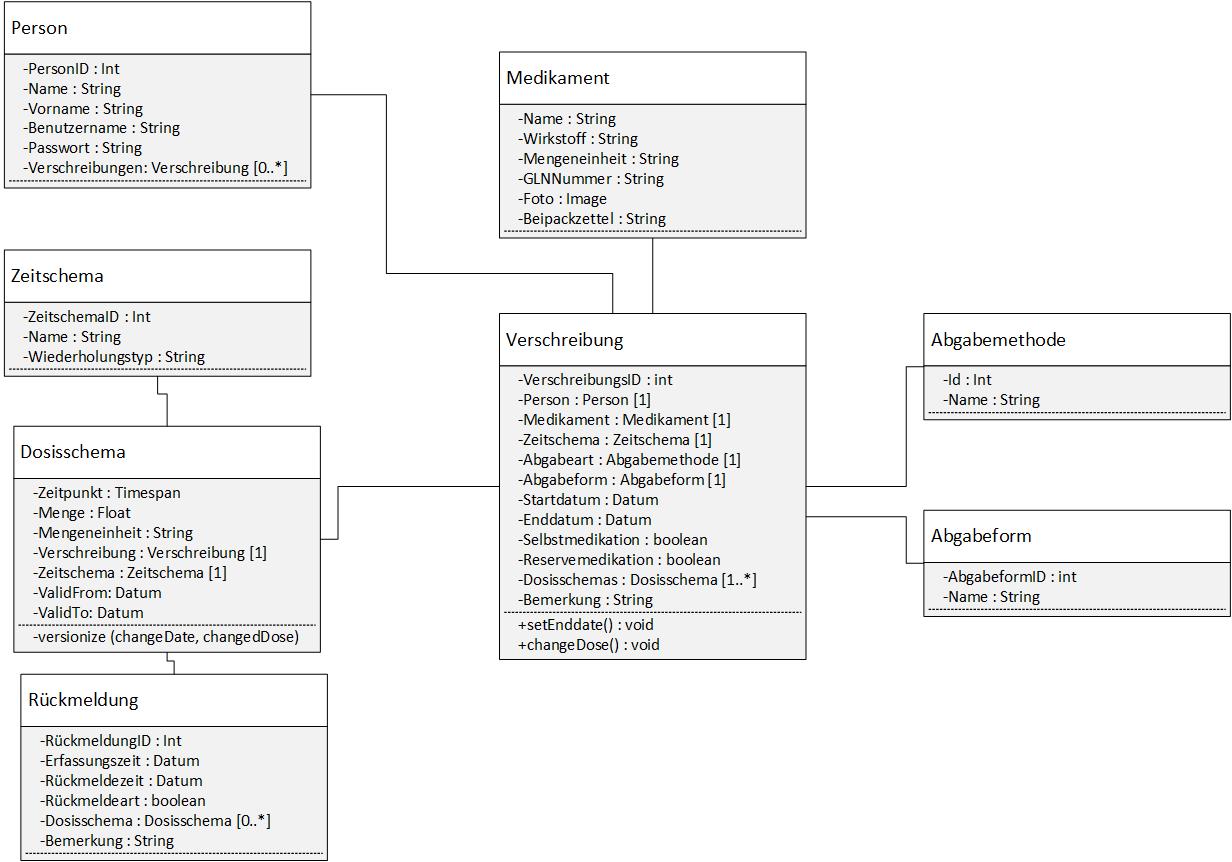 Person
-PersonID : Int
-Name : String
-Vorname : String
-Benutzername : String
-Passwort : String
-Verschreibungen: Verschreibung [0..*]
Medikament
-Name : String
-Wirkstoff : String
-Mengeneinheit : String
-GLNNummer : String
-Foto : Image
-Beipackzettel : String
Zeitschema
-ZeitschemaID : Int
-Name : String
-Wiederholungstyp : String
Verschreibung
-VerschreibungsID : int
-Person : Person [1]
-Medikament : Medikament [1]
-Zeitschema : Zeitschema [1]
-Abgabeart : Abgabemethode [1]
-Abgabeform : Abgabeform [1]
-Startdatum : Datum
-Enddatum : Datum
-Selbstmedikation : boolean
-Reservemedikation : boolean
-Dosisschemas : Dosisschema [1..*]
-Bemerkung : String
+setEnddate() : void
+changeDose() : void
Abgabemethode
-Id : Int
-Name : String
Dosisschema
-Zeitpunkt : Timespan
-Menge : Float
-Mengeneinheit : String
-Verschreibung : Verschreibung [1]
-Zeitschema : Zeitschema [1]
-ValidFrom: Datum
-ValidTo: Datum
-versionize (changeDate, changedDose)
Abgabeform
-AbgabeformID : int
-Name : String
Rückmeldung
-RückmeldungID : Int
-Erfassungszeit : Datum
-Rückmeldezeit : Datum
-Rückmeldeart : boolean
-Dosisschema : Dosisschema [0..*]
-Bemerkung : String